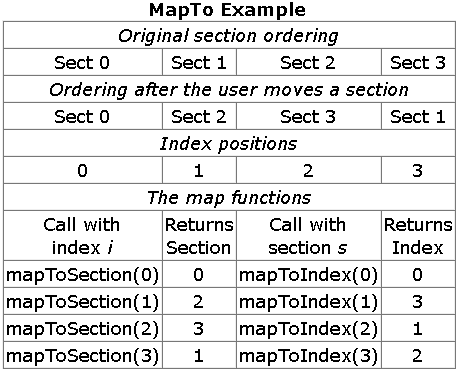 MapTo Example
Original section ordering
Sect 0 Sect 1 Sect 2 Sect 3
Ordering after the user moves a section
Sect 0 Sect 2 Sect 3 Sect 1
Index positions
0 1 2 3
The map functions
Call with index i Returns Section Call with section s Returns Index
mapToSection(0) 0 mapToIndex(0) 0
mapToSection(1) 2 mapToIndex(1) 3
mapToSection(2) 3 mapToIndex(2) 1
mapToSection(3) 1 mapToIndex(3) 2